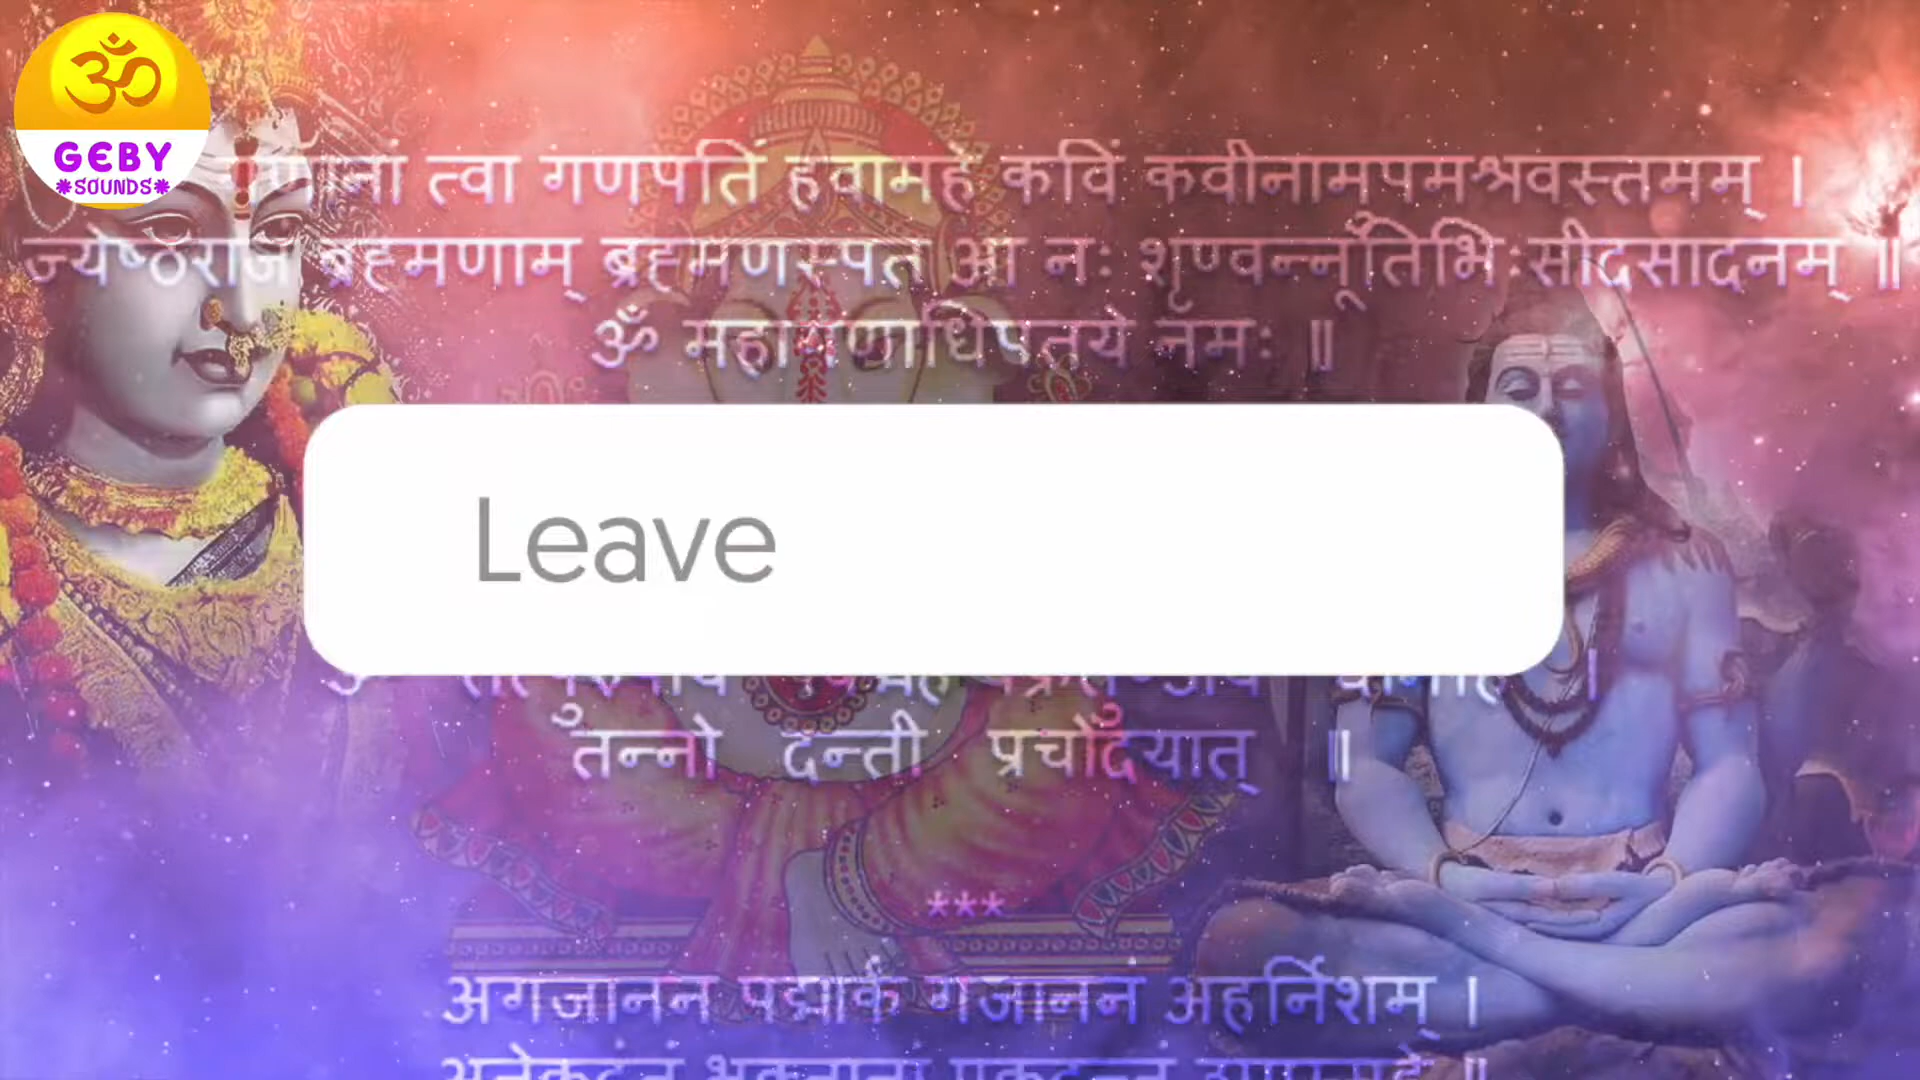 ॐ
GEBY
*SOUNDS*
त्वा गणपतिं हवामहे कविं कवीनामुपमश्रवस्तमम् ।
ज्येष्ठराजं ब्रह्मणाम् ब्रह्मणस्पत आ नः शृण्वन्नूतिभिःसीदसादनम् ॥
ॐ महागणाधिपतये नमः ॥
Leave
तन्नो दन्ती प्रचोदयात् ॥
***
अगजानन पद्मार्कं गजाननं अहर्निशम् ।